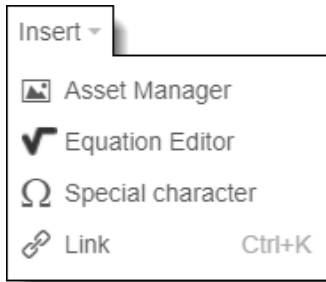 Insert
Asset Manager
Equation Editor
Special character
Link Ctrl+K